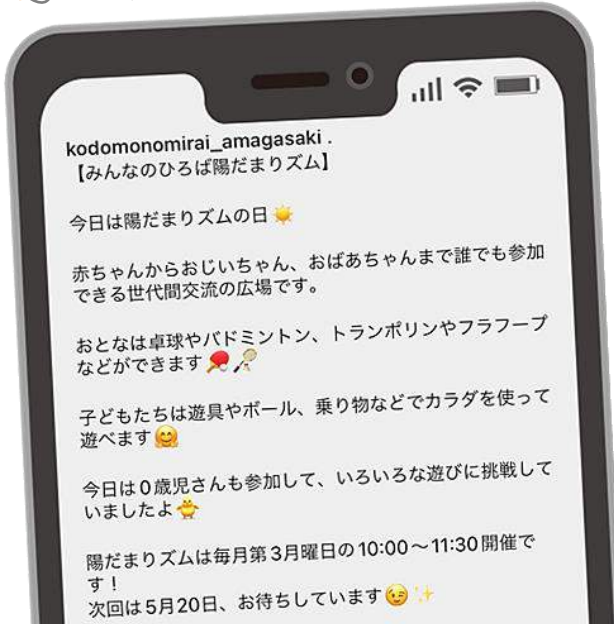 kodomonomirai_amagasaki .
【みんなのひろば陽だまりズム】
今日は陽だまりズムの日☀️
赤ちゃんからおじいちゃん、おばあちゃんまで誰でも参加
できる世代間交流の広場です。
おとなは卓球やバドミントン、トランポリンやフラフープ
などができます🏓🏸
子どもたちは遊具やボール、乗り物などでカラダを使って
遊べます🤗
今日は0歳児さんも参加して、いろいろな遊びに挑戦して
いましたよ🐥
陽だまりズムは毎月第3月曜日の10:00〜11:30開催で
す！
次回は5月20日、お待ちしています😉✨